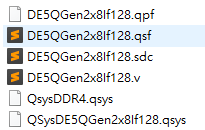 DE5QGen2x8If128.qpf
DE5QGen2x8If128.qsf
DE5QGen2x8If128.sdc
DE5QGen2x8If128.v
QsysDDR4.qsys
QSysDE5QGen2x8If128.qsys